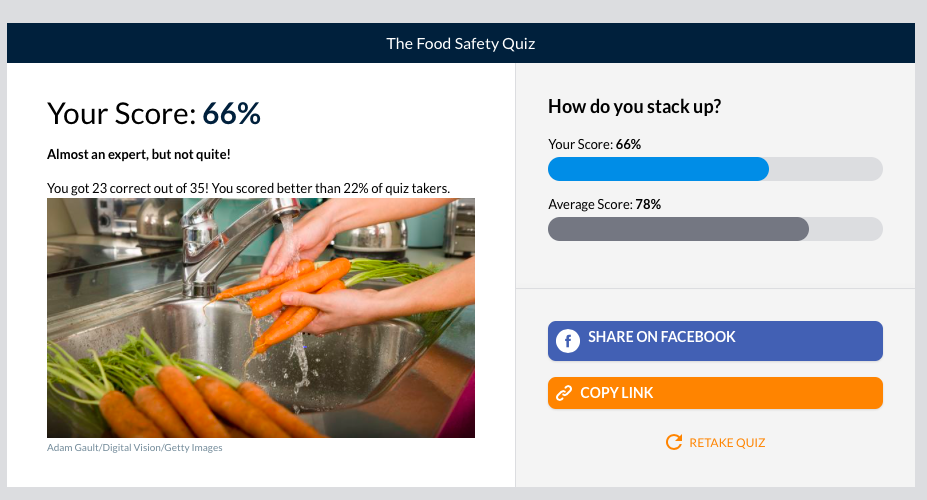 The Food Safety Quiz
Your Score: 66%
Almost an expert, but not quite!
You got 23 correct out of 35! You scored better than 22% of quiz takers.
Adam Gault/Digital Vision/Getty Images
How do you stack up?
Your Score: 66%
Average Score: 78%
SHARE ON FACEBOOK
COPY LINK
RETAKE QUIZ